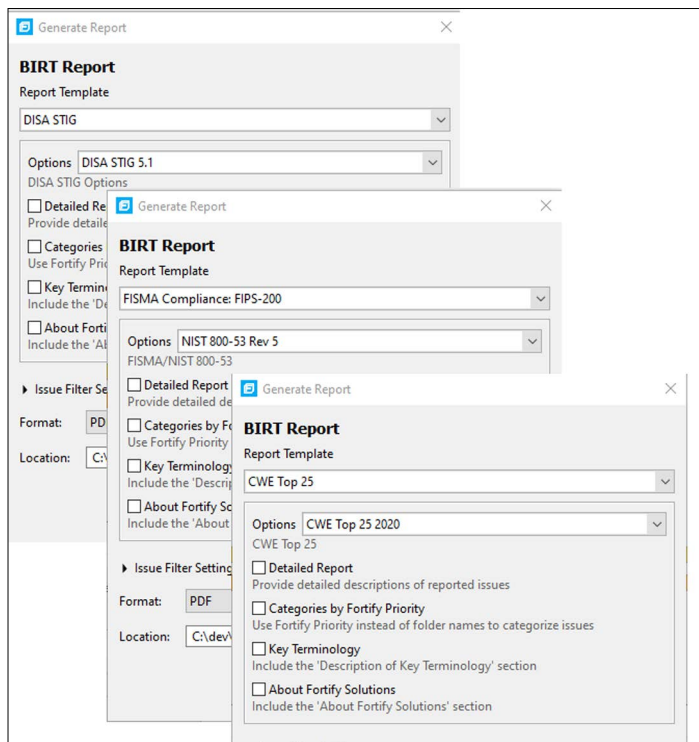 Generate Report
BIRT Report
Report Template
DISA STIG
Options DISA STIG 5.1
DISA STIG Options
Detailed Re
Provide detaile
Categories
Use Fortify Prio
Key Termin
Include the 'De
About Forti
Include the 'Ab
Issue Filter Se
Format: PD
Location: C:\
Generate Report
BIRT Report
Report Template
FISMA Compliance: FIPS-200
Options NIST 800-53 Rev 5
FISMA/NIST 800-53
Detailed Report
Provide detailed de
Categories by Fo
Use Fortify Priority
Key Terminology
Include the 'Descrip
About Fortify So
Include the 'About
Issue Filter Setting
Format: PDF
Location: C:\dev\
Generate Report
BIRT Report
Report Template
CWE Top 25
Options CWE Top 25 2020
CWE Top 25
Detailed Report
Provide detailed descriptions of reported issues
Categories by Fortify Priority
Use Fortify Priority instead of folder names to categorize issues
Key Terminology
Include the 'Description of Key Terminology' section
About Fortify Solutions
Include the 'About Fortify Solutions' section